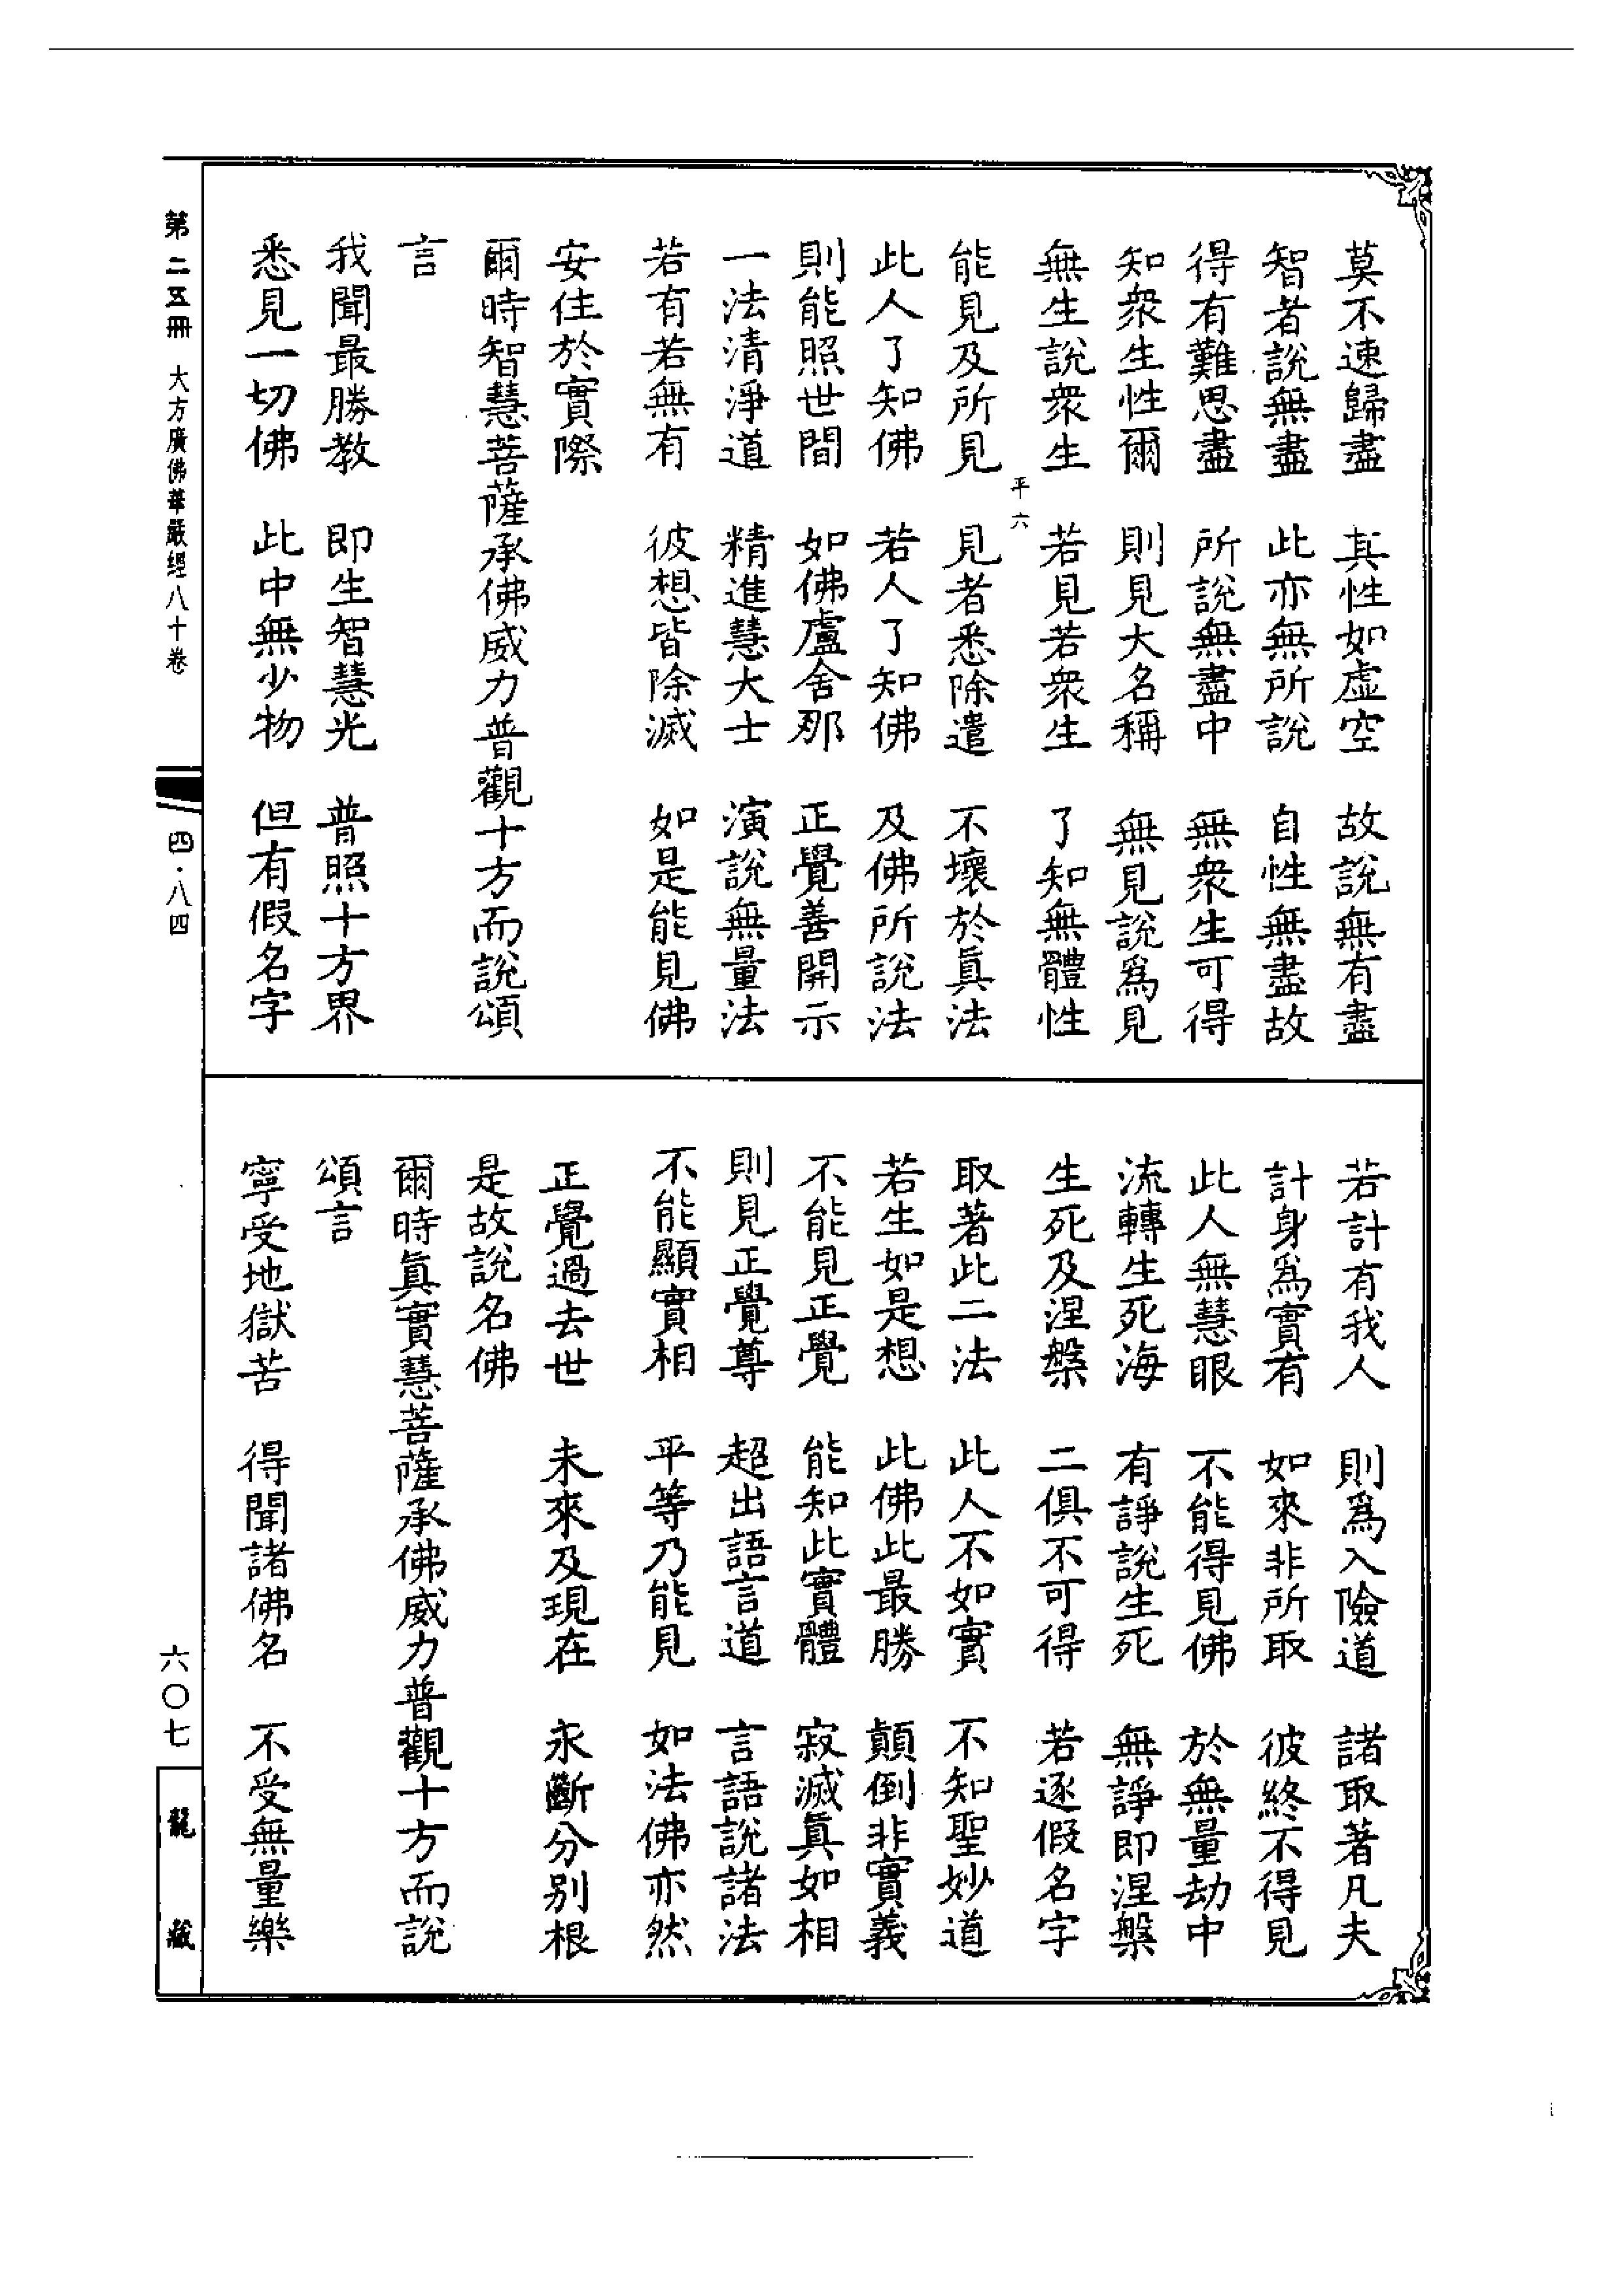 莫不速歸盡　其性如虛空　故說無有盡
智者說無盡　此亦無所說　自性無盡故
得有難思盡　所說無盡中　無衆生可得
知衆生性爾　則見大名稱　無見說爲見
無生說衆生　若見若衆生　了知無體性
平六
能見及所見　見者悉除遣　不壞於眞法
此人了知佛　若人了知佛　及佛所說法
則能照世間　如佛盧舍那　正覺善開示
一法清淨道　精進慧大士　演說無量法
若有若無有　彼想皆除滅　如是能見佛
安住於實際
爾時智慧菩薩承佛威力普觀十方而說頌
言
我聞最勝教　即生智慧光　普照十方界
悉見一切佛　此中無少物　但有假名字
若計有我人　則爲入險道　諸取著凡夫
計身爲實有　如來非所取　彼終不得見
此人無慧眼　不能得見佛　於無量劫中
流轉生死海　有諍說生死　無諍即涅槃
生死及涅槃　二俱不可得　若逐假名字
取著此二法　此人不如實　不知聖妙道
若生如是想　此佛此最勝　顛倒非實義
不能見正覺　能知此實體　寂滅眞如相
則見正覺尊　超出語言道　言語說諸法
不能顯實相　平等乃能見　如法佛亦然
正覺過去世　未來及現在　永斷分別根
是故說名佛
爾時眞實慧菩薩承佛威力普觀十方而說
頌言
寧受地獄苦　得聞諸佛名　不受無量樂
第二五冊　大方廣佛華嚴經八十卷　四·八四　六〇七　龍藏